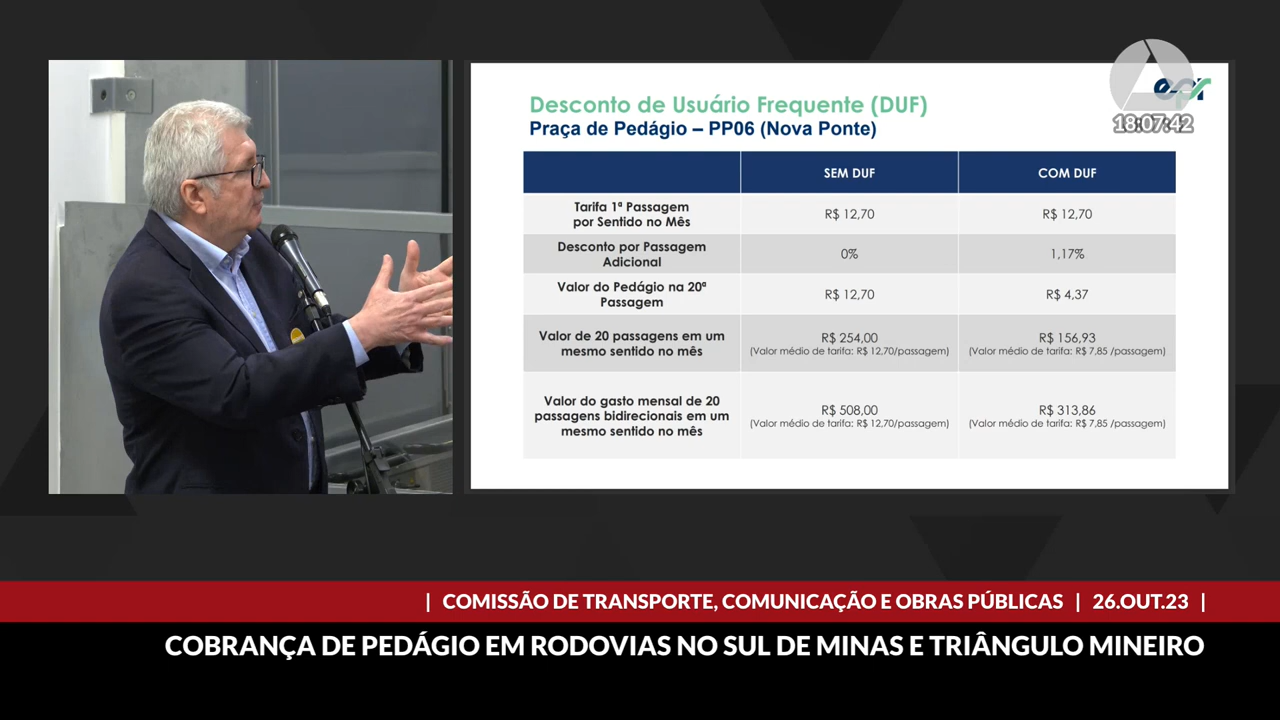 epr
18:07:42
Desconto de Usuário Frequente (DUF)
Praça de Pedágio – PP06 (Nova Ponte)
SEM DUF
COM DUF
Tarifa 1ª Passagem
por Sentido no Mês
R$ 12,70
R$ 12,70
Desconto por Passagem
Adicional
0%
1,17%
Valor do Pedágio na 20ª
Passagem
R$ 12,70
R$ 4,37
Valor de 20 passagens em um
mesmo sentido no mês
R$ 254,00
(Valor médio de tarifa: R$ 12,70/passagem)
R$ 156,93
(Valor médio de tarifa: R$ 7,85 /passagem)
Valor do gasto mensal de 20
passagens bidirecionais em um
mesmo sentido no mês
R$ 508,00
(Valor médio de tarifa: R$ 12,70/passagem)
R$ 313,86
(Valor médio de tarifa: R$ 7,85 /passagem)
| COMISSÃO DE TRANSPORTE, COMUNICAÇÃO E OBRAS PÚBLICAS | 26.OUT.23 |
COBRANÇA DE PEDÁGIO EM RODOVIAS NO SUL DE MINAS E TRIÂNGULO MINEIRO